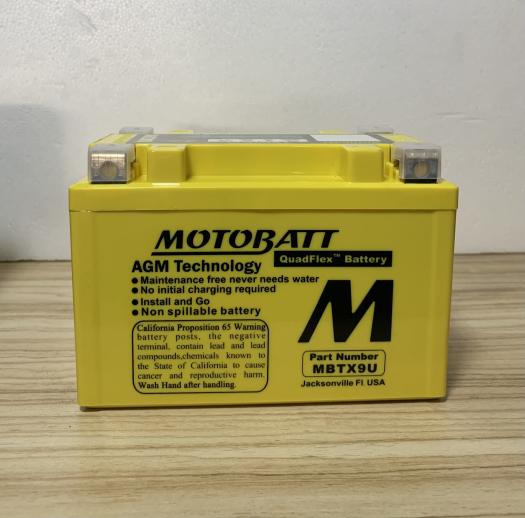 MOTOBATT
QuadFlex™ Battery
AGM Technology
● Maintenance free never needs water
● No initial charging required
● Install and Go
● Non spillable battery
California Proposition 65 Warning
battery posts, the negative
terminal, contain lead and lead
compounds,chemicals known to
the State of California to cause
cancer and reproductive harm.
Wash Hand after handling.
M
Part Number
MBTX9U
Jacksonville Fl USA